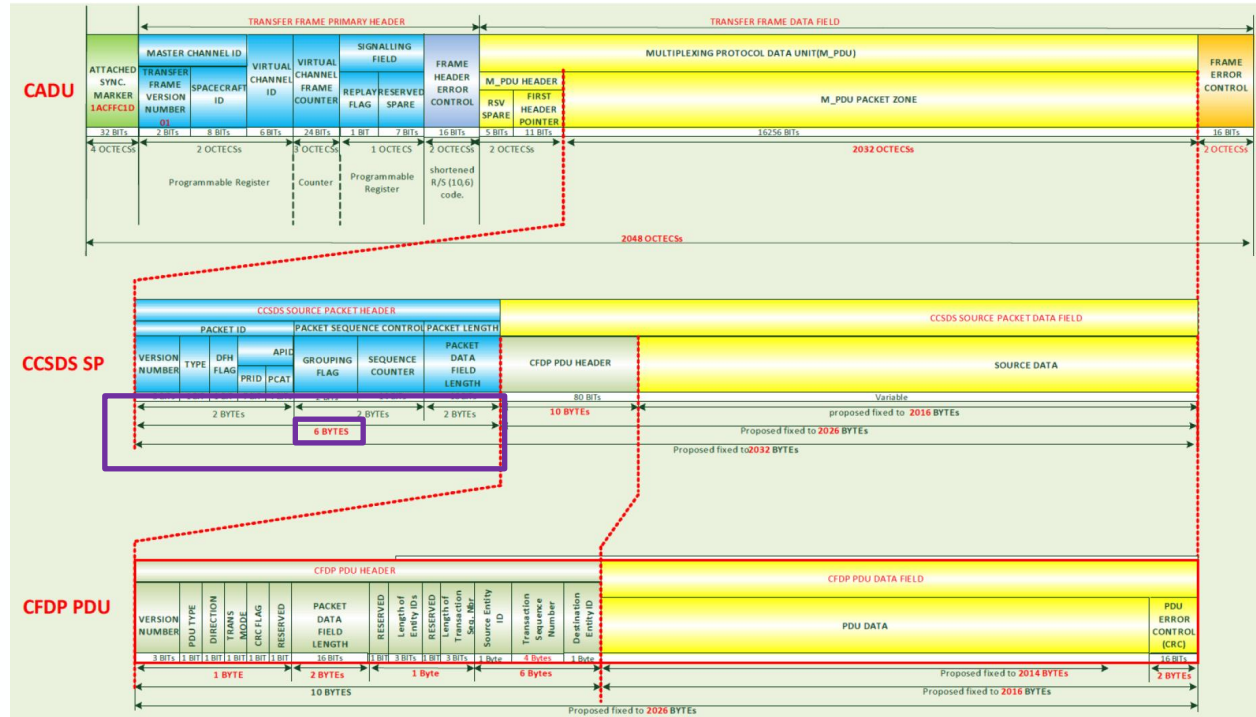 TRANSFER FRAME PRIMARY HEADER
TRANSFER FRAME DATA FIELD
CADU
ATTACHED
SYNC.
MARKER
1ACFFC1D
MASTER CHANNEL ID
TRANSFER
FRAME
VERSION
NUMBER
01
SPACECRAFT
ID
VIRTUAL
CHANNEL
ID
VIRTUAL
CHANNEL
FRAME
COUNTER
SIGNALLING
FIELD
REPLAY
FLAG
RESERVED
SPARE
FRAME
HEADER
ERROR
CONTROL
MULTIPLEXING PROTOCOL DATA UNIT(M_PDU)
M_PDU HEADER
RSV
SPARE
FIRST
HEADER
POINTER
M_PDU PACKET ZONE
FRAME
ERROR
CONTROL
32 BITs
2 BITs
8 BITs
6 BITs
24 BITs
1 BIT
7 BITs
16 BITs
5 BITs
11 BITs
16256 BITs
16 BITs
4 OCTECSs
2 OCTECSs
3 OCTECSs
1 OCTECS
2 OCTECSs
2 OCTECSs
2032 OCTECSs
2 OCTECSs
Programmable Register
Counter
Programmable
Register
shortened
R/S (10,6)
code.
2048 OCTECSs
CCSDS SP
CCSDS SOURCE PACKET HEADER
CCSDS SOURCE PACKET DATA FIELD
PACKET ID
PACKET SEQUENCE CONTROL
PACKET LENGTH
VERSION
NUMBER
TYPE
DFH
FLAG
APID
PRID
PCAT
GROUPING
FLAG
SEQUENCE
COUNTER
PACKET
DATA
FIELD
LENGTH
CFDP PDU HEADER
SOURCE DATA
80 BITs
Variable
2 BYTEs
2 BYTEs
2 BYTEs
10 BYTEs
proposed fixed to 2016 BYTEs
6 BYTES
Proposed fixed to 2026 BYTEs
Proposed fixed to2032 BYTEs
CFDP PDU
CFDP PDU HEADER
CFDP PDU DATA FIELD
VERSION
NUMBER
PDU TYPE
DIRECTION
TRANS
MODE
CRC FLAG
RESERVED
PACKET
DATA
FIELD
LENGTH
RESERVED
Length of
Entity IDs
RESERVED
Length of
Transaction
Seq. Nbr
Source Entity
ID
Transaction
Sequence
Number
Destination
Entity ID
PDU DATA
PDU
ERROR
CONTROL
(CRC)
3 BITs
1 BIT
1 BIT
1 BIT
1 BIT
1 BIT
16 BITs
1 BIT
3 BITs
1 BIT
3 BITs
1 Byte
4 Bytes
1 Byte
16 BITs
1 BYTE
2 BYTEs
1 Byte
6 Bytes
Proposed fixed to 2014 BYTEs
2 BYTEs
10 BYTES
Proposed fixed to 2016 BYTEs
Proposed fixed to 2026 BYTEs